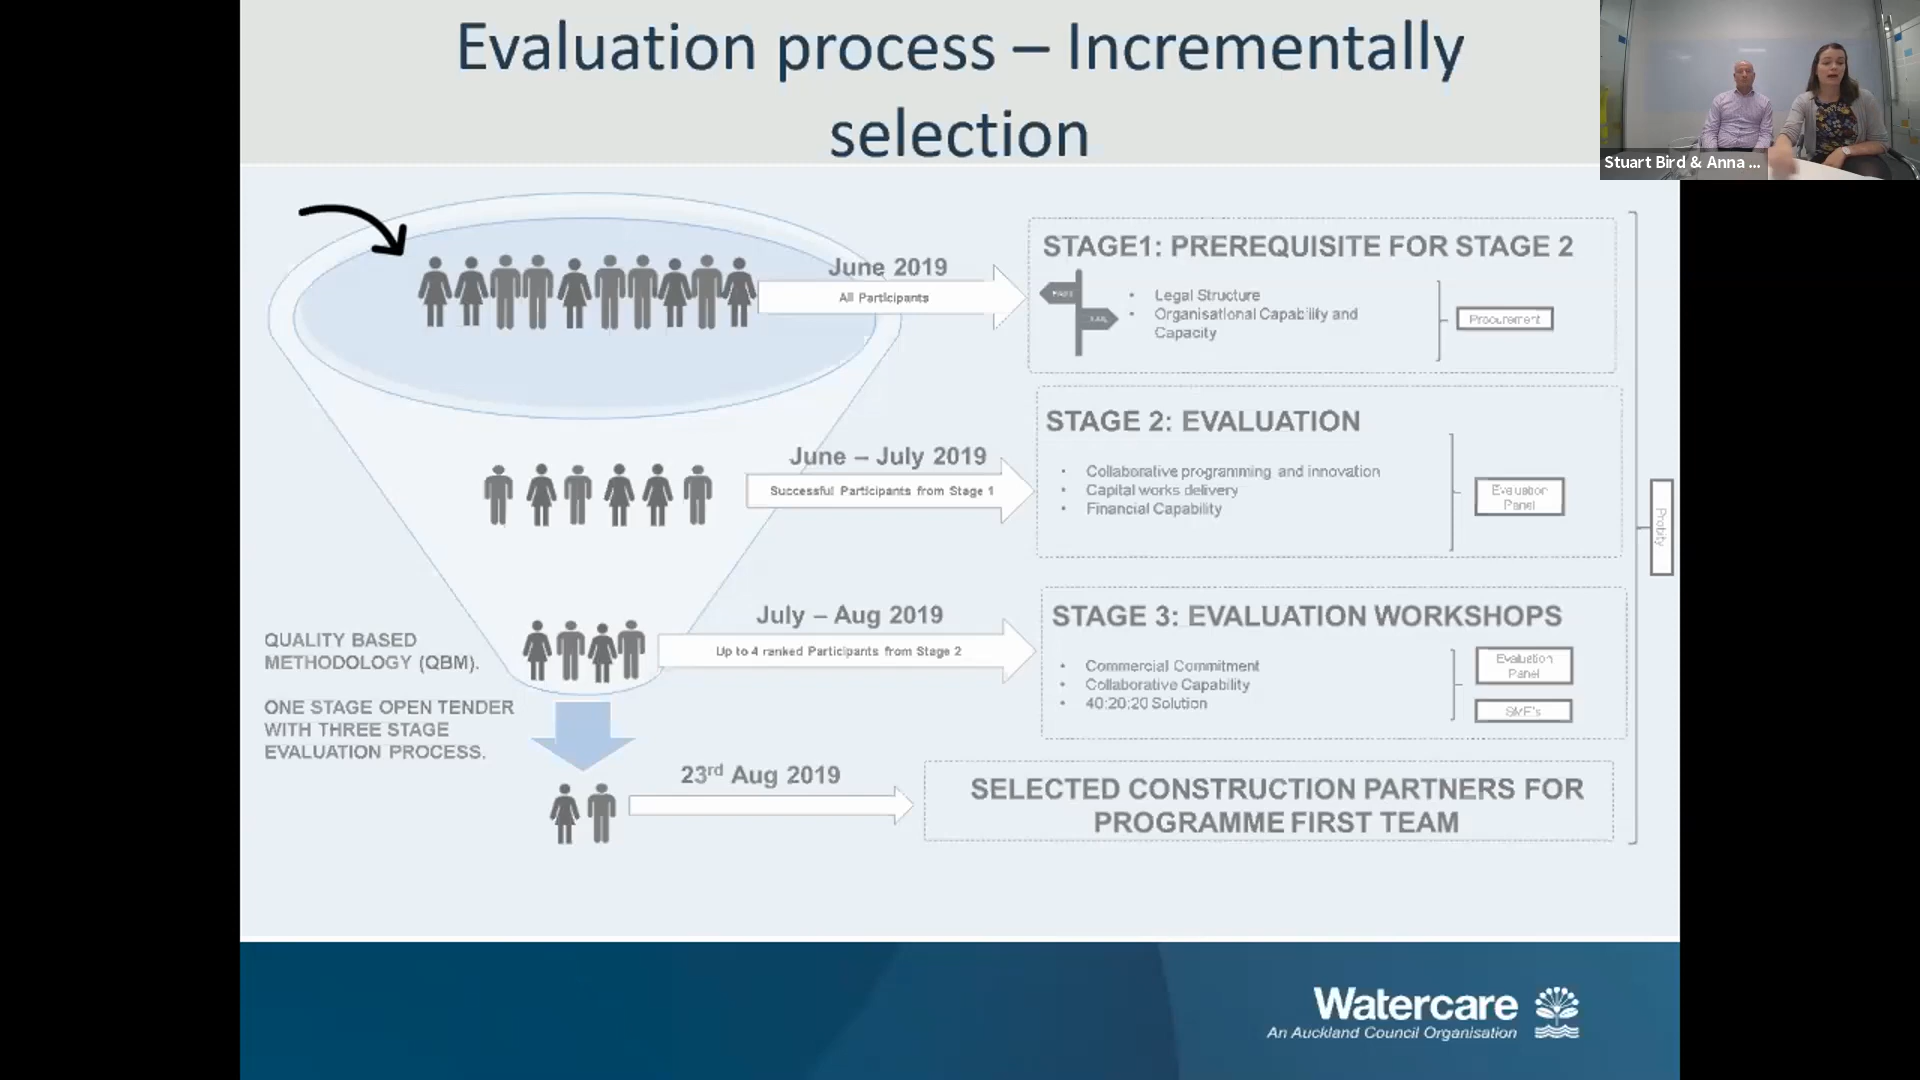 Evaluation process – Incrementally
selection
Stuart Bird & Anna ...
June 2019
All Participants
STAGE1: PREREQUISITE FOR STAGE 2
• Legal Structure
• Organisational Capability and
Capacity
Procurement
June – July 2019
Successful Participants from Stage 1
STAGE 2: EVALUATION
• Collaborative programming and innovation
• Capital works delivery
• Financial Capability
Evaluation
Panel
Probity
July – Aug 2019
Up to 4 ranked Participants from Stage 2
STAGE 3: EVALUATION WORKSHOPS
• Commercial Commitment
• Collaborative Capability
• 40:20:20 Solution
Evaluation
Panel
SME's
QUALITY BASED
METHODOLOGY (QBM).
ONE STAGE OPEN TENDER
WITH THREE STAGE
EVALUATION PROCESS.
23rd Aug 2019
SELECTED CONSTRUCTION PARTNERS FOR
PROGRAMME FIRST TEAM
Watercare
An Auckland Council Organisation